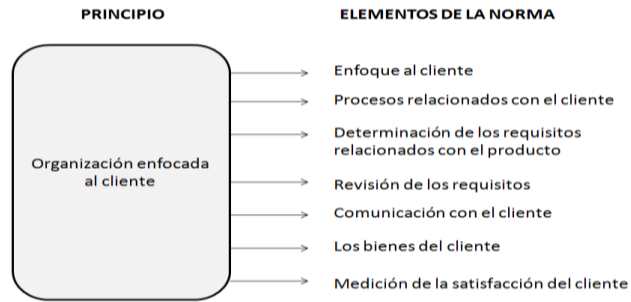 PRINCIPIO
ELEMENTOS DE LA NORMA
Organización enfocada
al cliente
Enfoque al cliente
Procesos relacionados con el cliente
Determinación de los requisitos
relacionados con el producto
Revisión de los requisitos
Comunicación con el cliente
Los bienes del cliente
Medición de la satisfacción del cliente